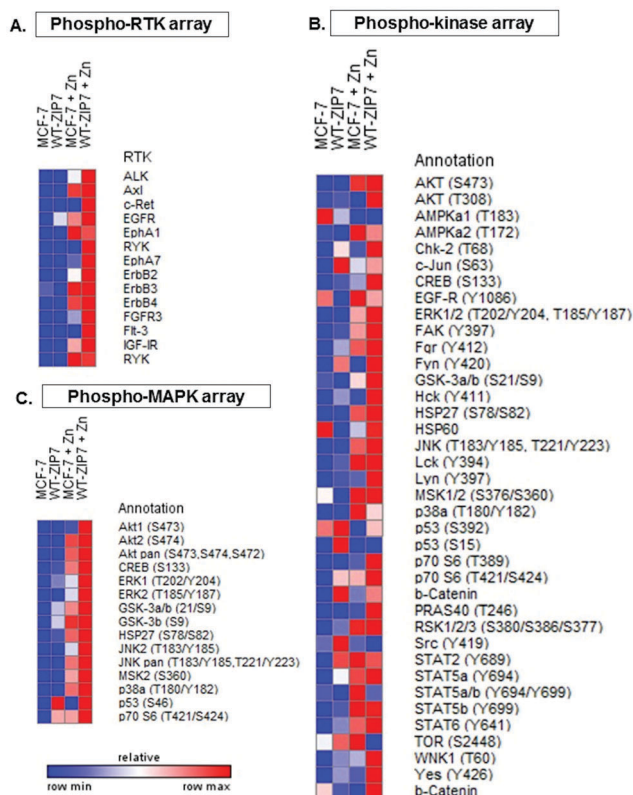 A. Phospho-RTK array
MCF-7
WT-ZIP7
MCF-7 + Zn
WT-ZIP7 + Zn
RTK
ALK
Axl
c-Ret
EGFR
EphA1
RYK
EphA7
ErbB2
ErbB3
ErbB4
FGFR3
Flt-3
IGF-IR
RYK
B. Phospho-kinase array
MCF-7
WT-ZIP7
MCF-7 + Zn
WT-ZIP7 + Zn
Annotation
AKT (S473)
AKT (T308)
AMPKa1 (T183)
AMPKa2 (T172)
Chk-2 (T68)
c-Jun (S63)
CREB (S133)
EGF-R (Y1086)
ERK1/2 (T202/Y204, T185/Y187)
FAK (Y397)
Fgr (Y412)
Fyn (Y420)
GSK-3a/b (S21/S9)
Hck (Y411)
HSP27 (S78/S82)
HSP60
JNK (T183/Y185, T221/Y223)
Lck (Y394)
Lyn (Y397)
MSK1/2 (S376/S360)
p38a (T180/Y182)
p53 (S392)
p53 (S15)
p70 S6 (T389)
p70 S6 (T421/S424)
b-Catenin
PRAS40 (T246)
RSK1/2/3 (S380/S386/S377)
Src (Y419)
STAT2 (Y689)
STAT5a (Y694)
STAT5a/b (Y694/Y699)
STAT5b (Y699)
STAT6 (Y641)
TOR (S2448)
WNK1 (T60)
Yes (Y426)
b-Catenin
C. Phospho-MAPK array
MCF-7
WT-ZIP7
MCF-7 + Zn
WT-ZIP7 + Zn
Annotation
Akt1 (S473)
Akt2 (S474)
Akt pan (S473,S474,S472)
CREB (S133)
ERK1 (T202/Y204)
ERK2 (T185/Y187)
GSK-3a/b (21/S9)
GSK-3b (S9)
HSP27 (S78/S82)
JNK2 (T183/Y185)
JNK pan (T183/Y185,T221/Y223)
MSK2 (S360)
p38a (T180/Y182)
p53 (S46)
p70 S6 (T421/S424)
relative
row min row max